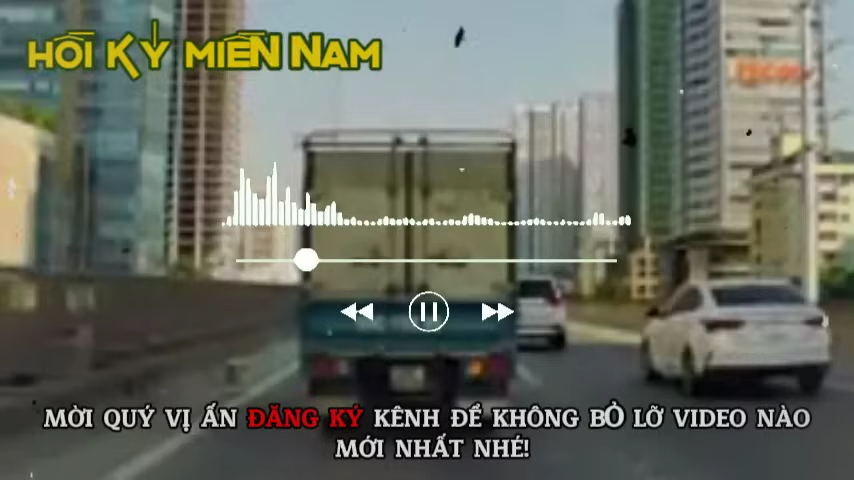 HỒI KÝ MIỀN NAM
MỜI QUÝ VỊ ẤN ĐĂNG KÝ KÊNH ĐỂ KHÔNG BỎ LỠ VIDEO NÀO
MỚI NHẤT NHÉ!